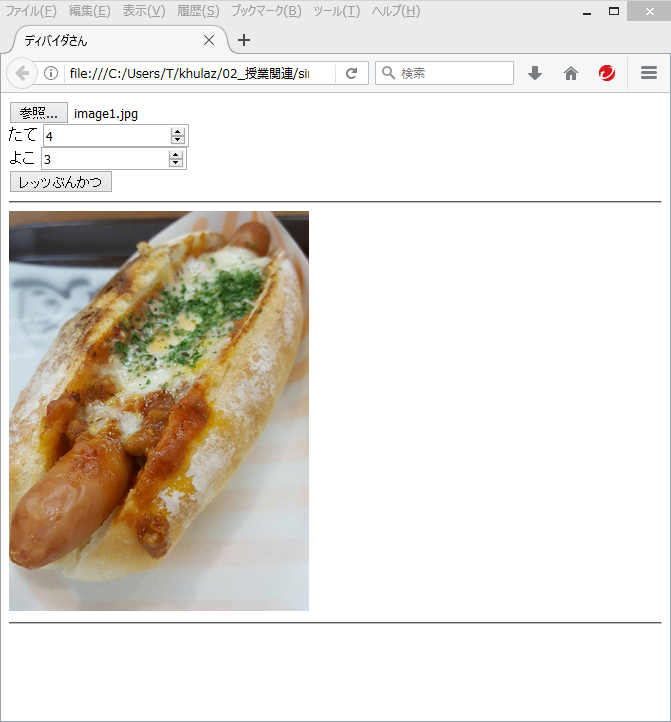 ファイル(F) 編集(E) 表示(V) 履歴(S) ブックマーク(B) ツール(T) ヘルプ(H)
ディバイダさん
file:///C:/Users/T/khulaz/02_授業関連/sin 検索
参照... image1.jpg
たて 4
よこ 3
レッツぶんかつ